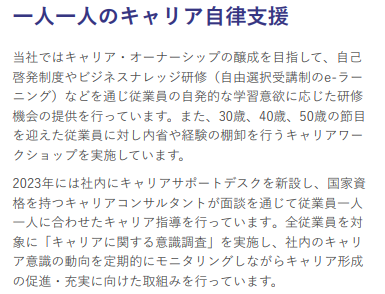 一人一人のキャリア自律支援
当社ではキャリア・オーナーシップの醸成を目指して、自己
啓発制度やビジネスナレッジ研修（自由選択受講制のe-ラー
ニング）などを通じ従業員の自発的な学習意欲に応じた研修
機会の提供を行っています。また、30歳、40歳、50歳の節目
を迎えた従業員に対し内省や経験の棚卸を行うキャリアワー
クショップを実施しています。
2023年には社内にキャリアサポートデスクを新設し、国家資
格を持つキャリアコンサルタントが面談を通じて従業員一人
一人に合わせたキャリア指導を行っています。全従業員を対
象に「キャリアに関する意識調査」を実施し、社内のキャリ
ア意識の動向を定期的にモニタリングしながらキャリア形成
の促進・充実に向けた取組みを行っています。